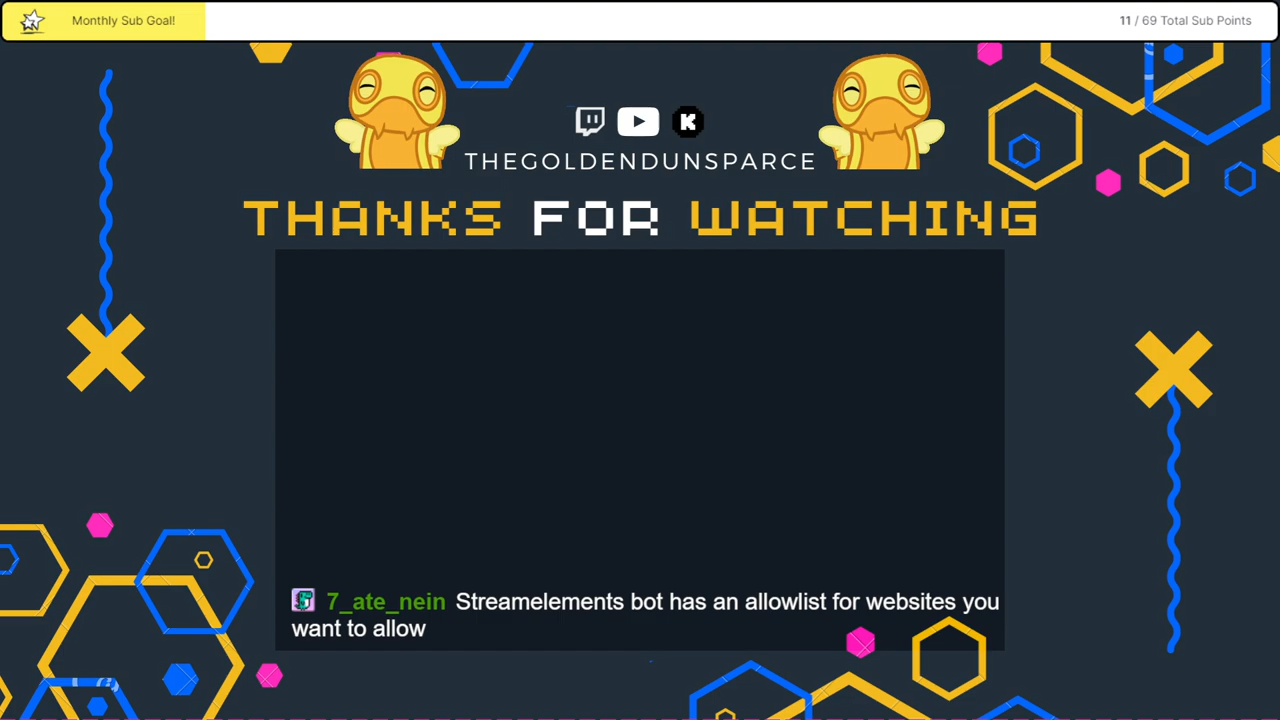 Monthly Sub Goal!
11 / 69 Total Sub Points
THEGOLDENDUNSPARCE
THANKS FOR WATCHING
7_ate_nein Streamelements bot has an allowlist for websites you
want to allow